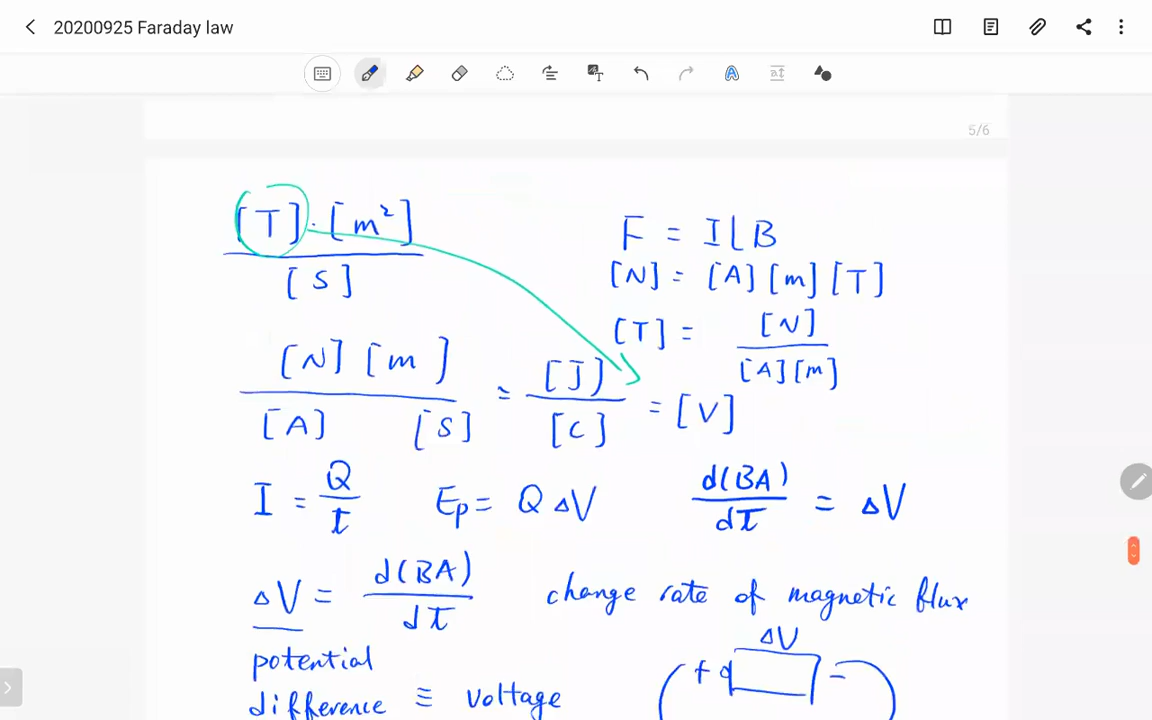 20200925 Faraday law
5/6
[T]·[m²]
[S]
F = ILB
[N] = [A][m][T]
[T] = [N]
[A][m]
[N][m]
[A] [S]
= [J]
[C]
= [V]
I = Q
t
Ep = Q ΔV
d(BA)
dt
= ΔV
ΔV = d(BA)
dt
change rate of magnetic flux
potential
difference ≡ voltage
ΔV
+
-